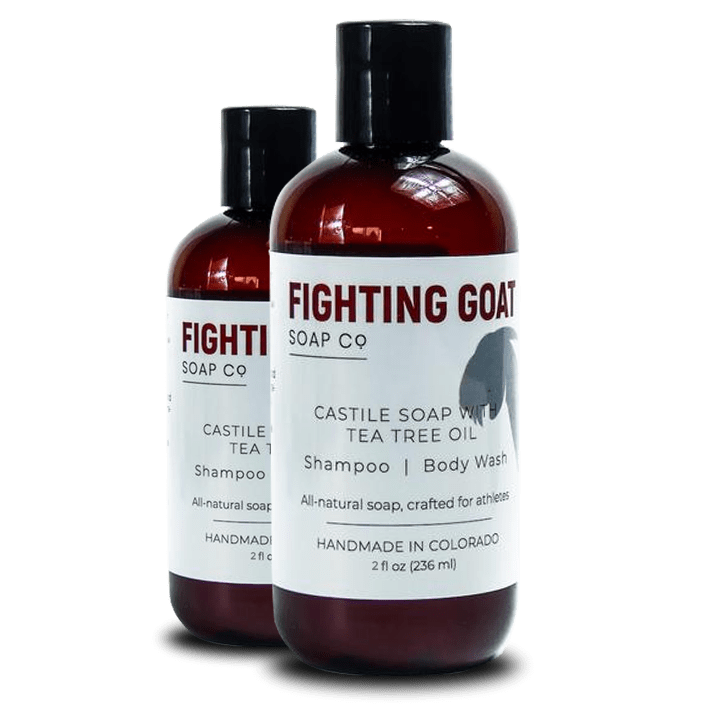 FIGHTING GOAT
SOAP CO
CASTILE SOAP WITH
TEA TREE OIL
Shampoo | Body Wash
All-natural soap, crafted for athletes
HANDMADE IN COLORADO
2 fl oz (236 ml)
FIGHTI
SOAP CO
CASTILE
TEA T
Shampoo
All-natural soap
HANDMADE
2 fl o